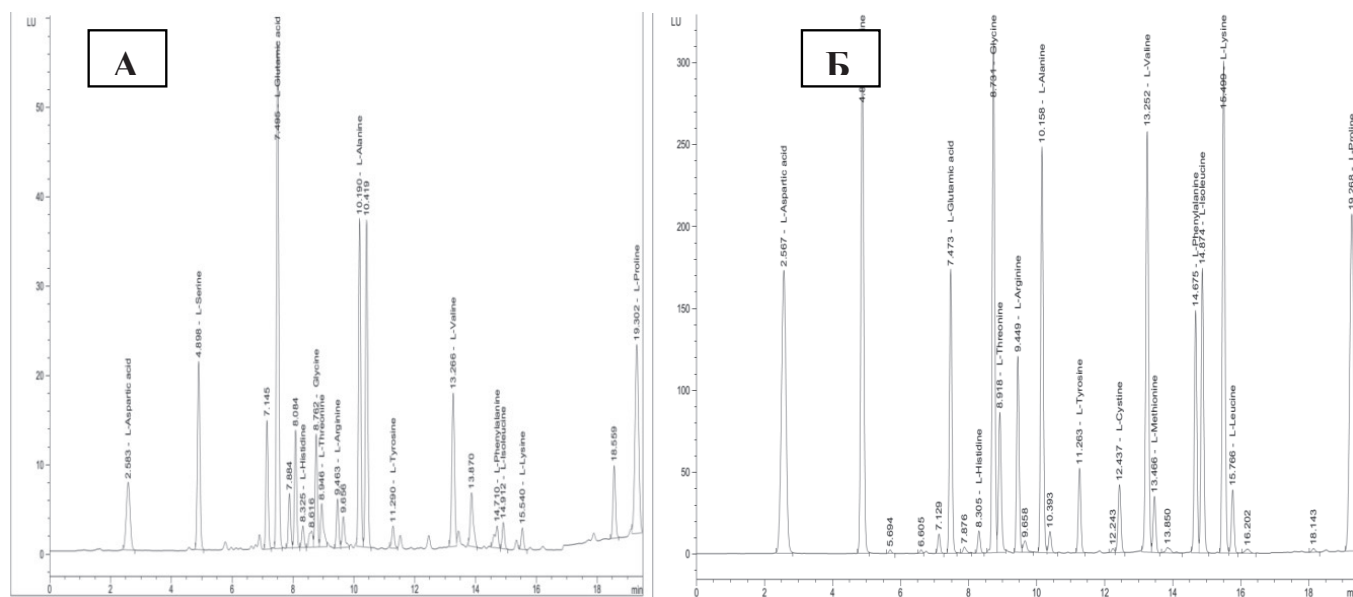 LU
А
50
40
30
20
10
0
2.583 - L-Aspartic acid
4.898 - L-Serine
7.145
7.495 - L-Glutamic acid
7.884
8.084
8.325 - L-Histidine
8.616
8.762 - Glycine
8.946 - L-Threonine
9.463 - L-Arginine
9.656
10.190 - L-Alanine
10.419
11.290 - L-Tyrosine
13.266 - L-Valine
13.870
14.710 - L-Phenylalanine
14.912 - L-Isoleucine
15.540 - L-Lysine
18.559
19.302 - L-Proline
0 2 4 6 8 10 12 14 16 18 min
LU
Б
300
250
200
150
100
50
0
2.567 - L-Aspartic acid
5.694
6.605
7.129
7.473 - L-Glutamic acid
7.876
8.305 - L-Histidine
8.731 - Glycine
8.918 - L-Threonine
9.449 - L-Arginine
9.658
10.158 - L-Alanine
10.393
11.263 - L-Tyrosine
12.243
12.437 - L-Cystine
13.252 - L-Valine
13.466 - L-Methionine
13.850
14.675 - L-Phenylalanine
14.874 - L-Isoleucine
15.499 - L-Lysine
15.766 - L-Leucine
16.202
18.143
19.268 - L-Proline
0 2 4 6 8 10 12 14 16 18